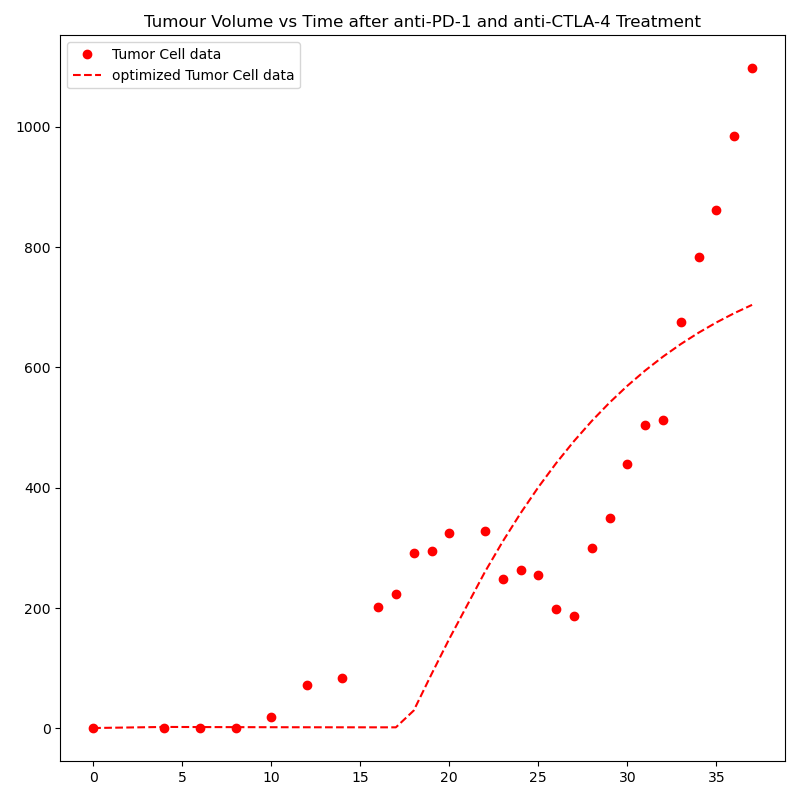 Tumour Volume vs Time after anti-PD-1 and anti-CTLA-4 Treatment
Tumor Cell data
optimized Tumor Cell data
1000
800
600
400
200
0
0 5 10 15 20 25 30 35